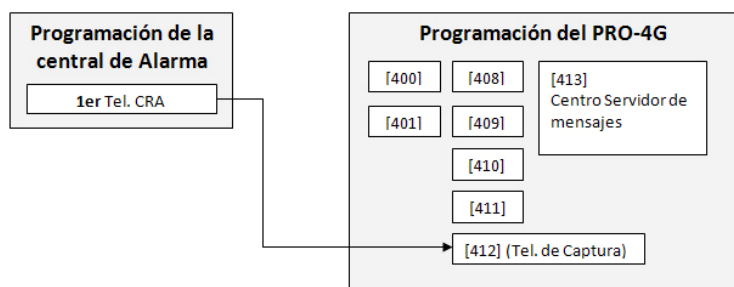 Programación de la
central de Alarma
1er Tel. CRA
Programación del PRO-4G
[400]
[408]
[413]
Centro Servidor de
mensajes
[401]
[409]
[410]
[411]
[412] (Tel. de Captura)